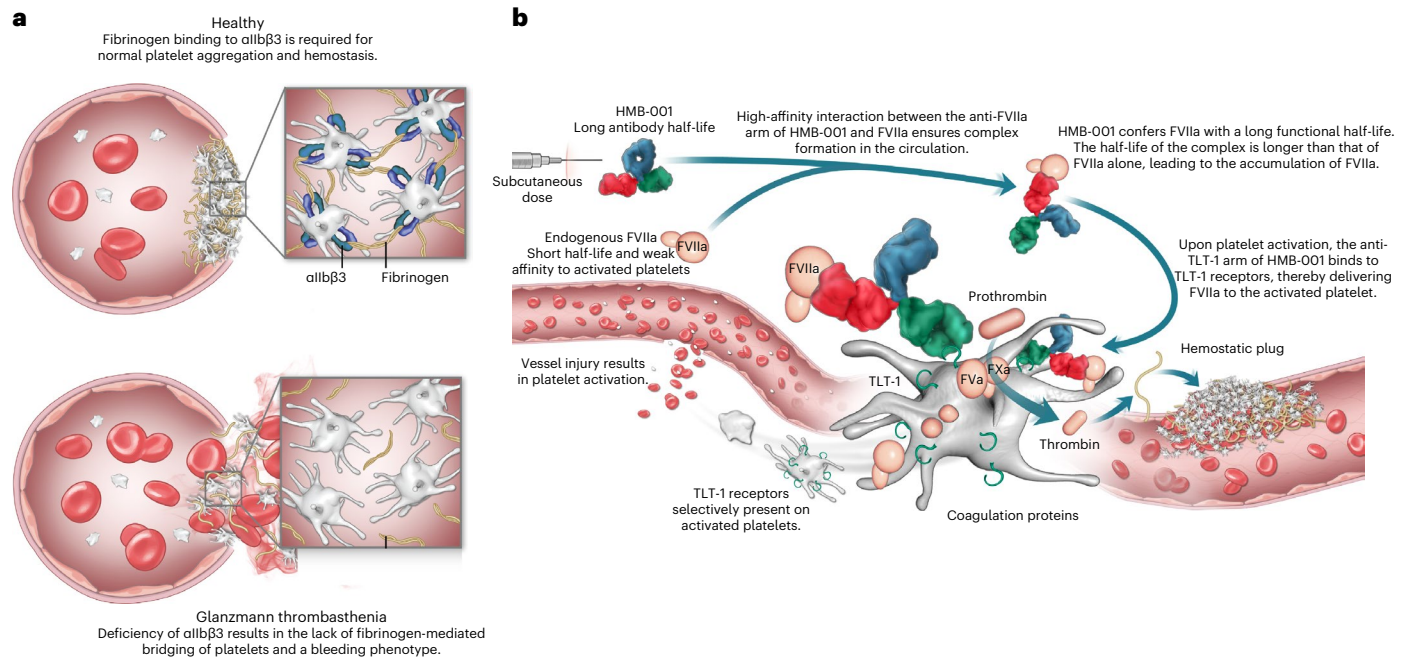 a
Healthy
Fibrinogen binding to αIIbβ3 is required for
normal platelet aggregation and hemostasis.
αIIbβ3
Fibrinogen
Glanzmann thrombasthenia
Deficiency of αIIbβ3 results in the lack of fibrinogen-mediated
bridging of platelets and a bleeding phenotype.
b
HMB-001
Long antibody half-life
Subcutaneous
dose
High-affinity interaction between the anti-FVIIa
arm of HMB-001 and FVIIa ensures complex
formation in the circulation.
HMB-001 confers FVIIa with a long functional half-life.
The half-life of the complex is longer than that of
FVIIa alone, leading to the accumulation of FVIIa.
Endogenous FVIIa
Short half-life and weak
affinity to activated platelets
FVIIa
Upon platelet activation, the anti-
TLT-1 arm of HMB-001 binds to
TLT-1 receptors, thereby delivering
FVIIa to the activated platelet.
FVIIa
Prothrombin
Vessel injury results
in platelet activation.
TLT-1
FVa
FXa
Hemostatic plug
Thrombin
TLT-1 receptors
selectively present on
activated platelets.
Coagulation proteins